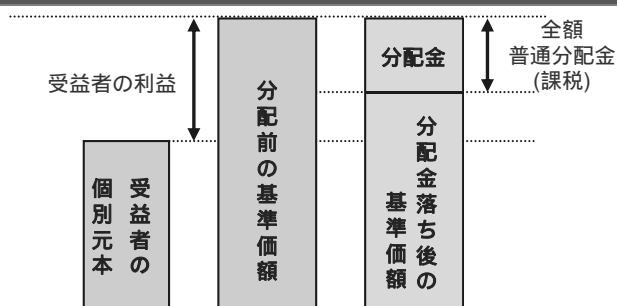 受益者の利益
受益者の
個別元本
分配前の基準価額
分配金
分配金落ち後の
基準価額
全額
普通分配金
(課税)